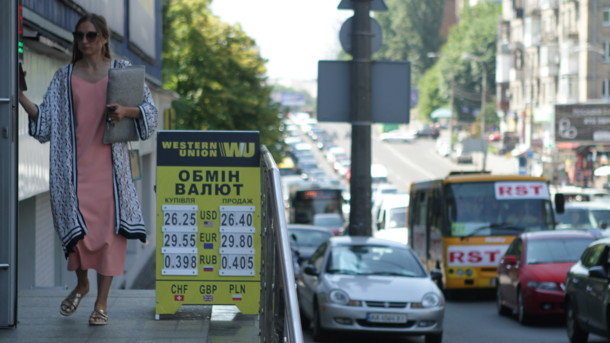 WESTERN
UNION WU
ОБМІН
ВАЛЮТ
КУПІВЛЯ ПРОДАЖ
26.25 USD 26.40
29.55 EUR 29.80
0.398 RUB 0.405
CHF GBP PLN
RST
RST